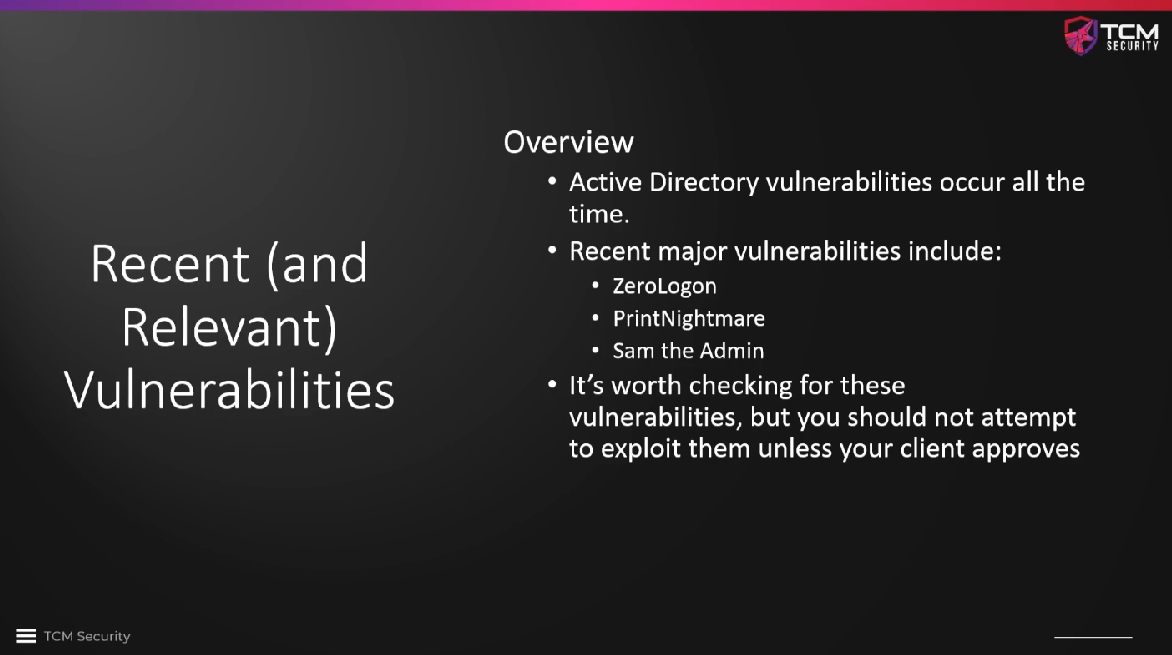 TCM
SECURITY
Recent (and
Relevant)
Vulnerabilities
Overview
• Active Directory vulnerabilities occur all the
time.
• Recent major vulnerabilities include:
• ZeroLogon
• PrintNightmare
• Sam the Admin
• It’s worth checking for these
vulnerabilities, but you should not attempt
to exploit them unless your client approves
TCM Security